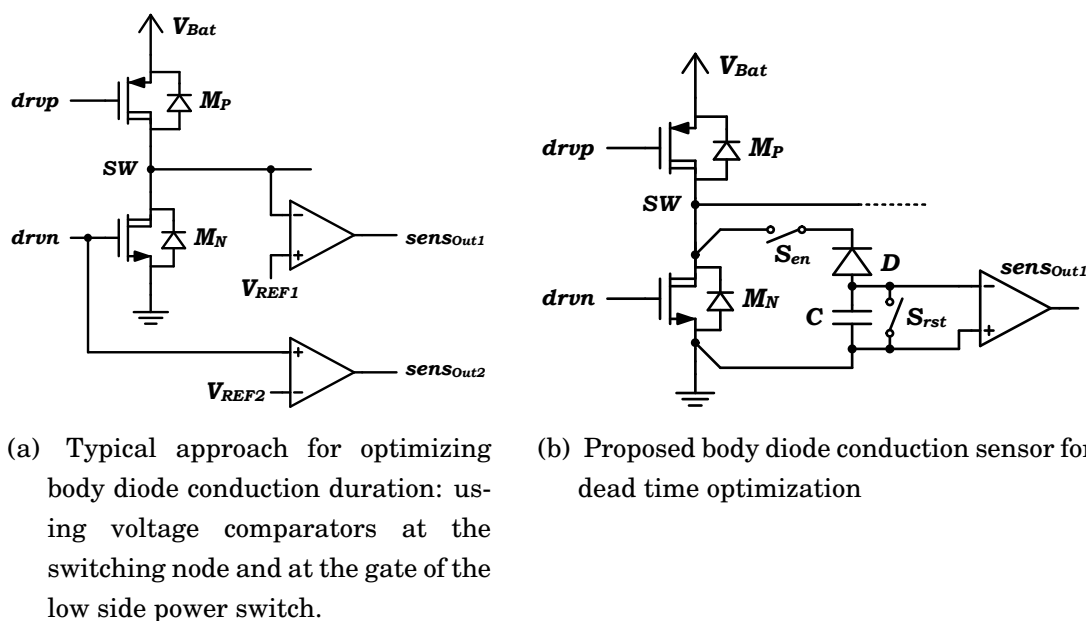 V_Bat
drvp
M_P
SW
drvn
M_N
V_REF1
sens_Out1
V_REF2
sens_Out2
(a) Typical approach for optimizing
body diode conduction duration: us-
ing voltage comparators at the
switching node and at the gate of the
low side power switch.
V_Bat
drvp
M_P
SW
S_en
D
sens_Out1
drvn
M_N
C
S_rst
(b) Proposed body diode conduction sensor for
dead time optimization